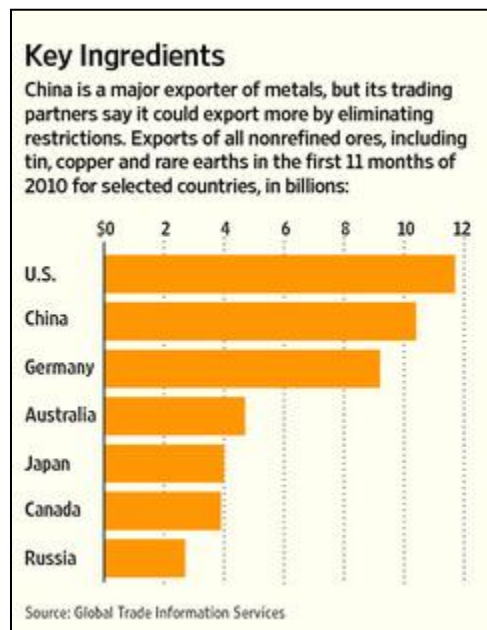 Key Ingredients
China is a major exporter of metals, but its trading
partners say it could export more by eliminating
restrictions. Exports of all nonrefined ores, including
tin, copper and rare earths in the first 11 months of
2010 for selected countries, in billions:
$0 2 4 6 8 10 12
U.S.
China
Germany
Australia
Japan
Canada
Russia
Source: Global Trade Information Services